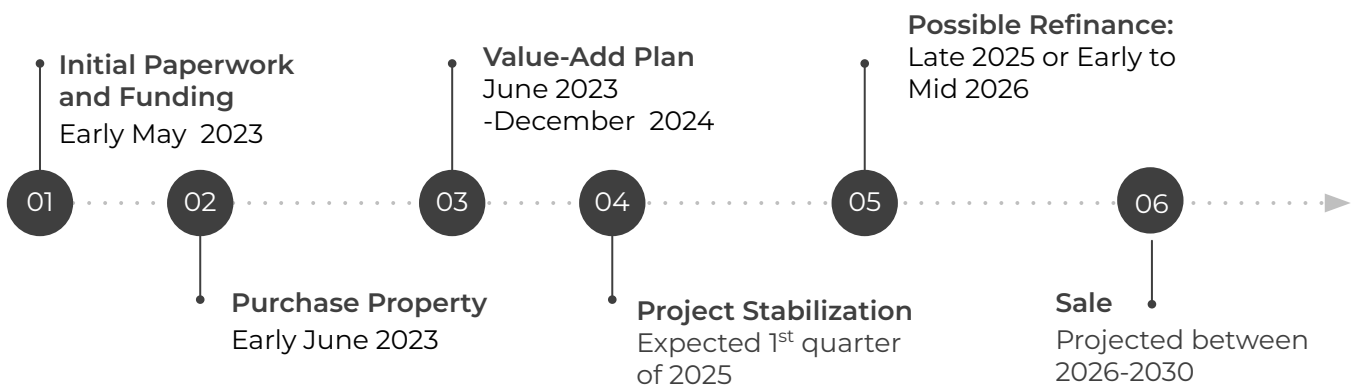 01
Initial Paperwork
and Funding
Early May 2023
02
Purchase Property
Early June 2023
03
Value-Add Plan
June 2023
-December 2024
04
Project Stabilization
Expected 1st quarter
of 2025
05
Possible Refinance:
Late 2025 or Early to
Mid 2026
06
Sale
Projected between
2026-2030